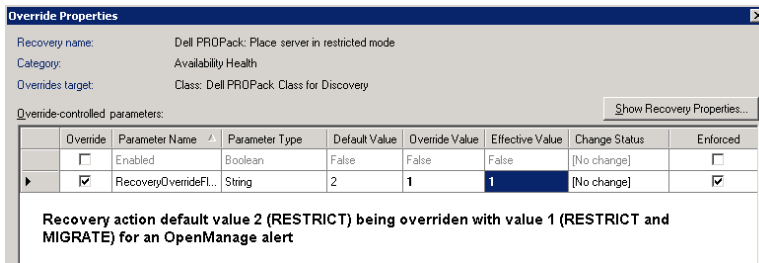 Override Properties
Recovery name: Dell PROPack: Place server in restricted mode
Category: Availability Health
Overrides target: Class: Dell PROPack Class for Discovery
Show Recovery Properties...
Override-controlled parameters:
Override Parameter Name Parameter Type Default Value Override Value Effective Value Change Status Enforced
Enabled Boolean False False False [No change]
RecoveryOverrideFl... String 2 1 1 [No change]
Recovery action default value 2 (RESTRICT) being overriden with value 1 (RESTRICT and
MIGRATE) for an OpenManage alert